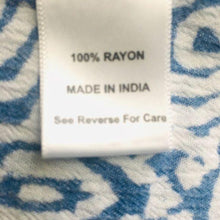 100% RAYON
MADE IN INDIA
See Reverse For Care